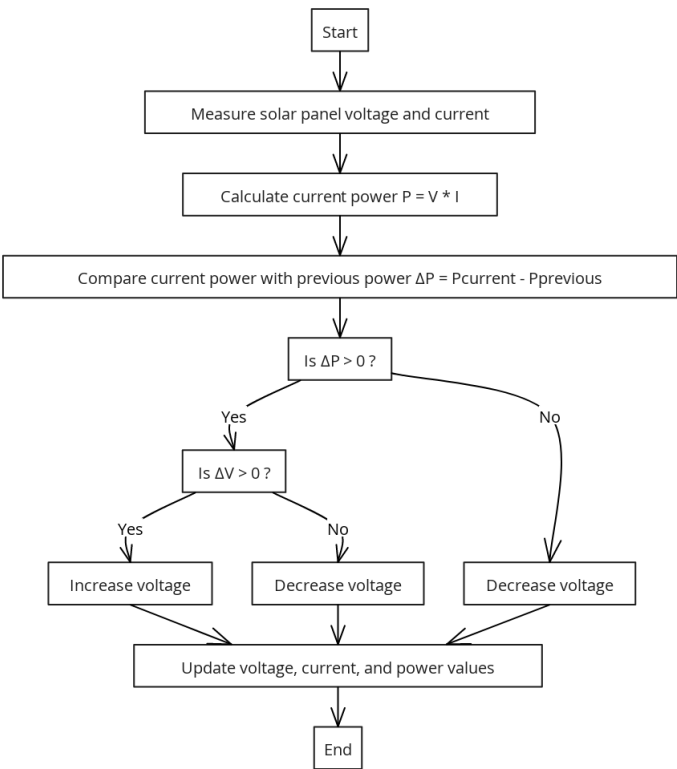 Start
Measure solar panel voltage and current
Calculate current power P = V * I
Compare current power with previous power ΔP = Pcurrent - Pprevious
Is ΔP > 0 ?
Yes
No
Is ΔV > 0 ?
Yes
No
Increase voltage
Decrease voltage
Decrease voltage
Update voltage, current, and power values
End